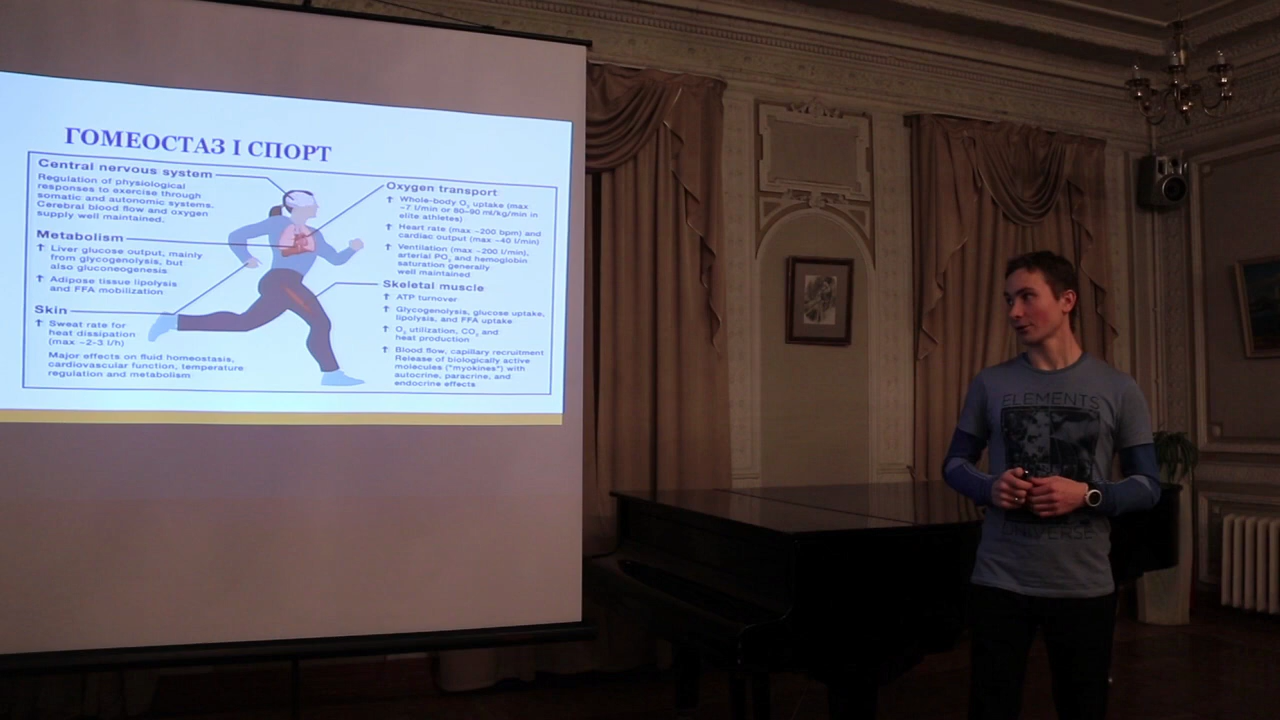 ГОМЕОСТАЗ І СПОРТ
Central nervous system
Regulation of physiological
responses to exercise through
somatic and autonomic systems.
Cerebral blood flow and oxygen
supply well maintained.
Metabolism
↑ Liver glucose output, mainly
from glycogenolysis, but
also gluconeogenesis
↑ Adipose tissue lipolysis
and FFA mobilization
Skin
↑ Sweat rate for
heat dissipation
(max ~2-3 l/h)
Major effects on fluid homeostasis,
cardiovascular function, temperature
regulation and metabolism
Oxygen transport
↑ Whole-body O₂ uptake (max
~7 l/min or 80–90 ml/kg/min in
elite athletes)
↑ Heart rate (max ~200 bpm) and
cardiac output (max ~40 l/min)
↑ Ventilation (max ~200 l/min),
arterial PO₂ and hemoglobin
saturation generally
well maintained
Skeletal muscle
↑ ATP turnover
↑ Glycogenolysis, glucose uptake,
lipolysis, and FFA uptake
↑ O₂ utilization, CO₂ and
heat production
↑ Blood flow, capillary recruitment
Release of biologically active
molecules ("myokines") with
autocrine, paracrine, and
endocrine effects
ELEMENTS
UNIVERSE